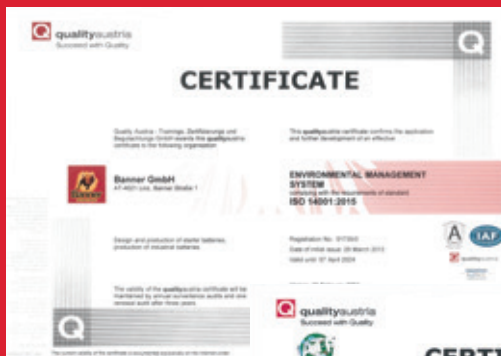 qualityaustria
Succeed with Quality
Q
CERTIFICATE
Quality Austria - Trainings, Zertifizierungs und
Begutachtungs GmbH awards this qualityaustria
certificate to the following organisation
This qualityaustria certificate confirms the application
and further development of an effective
Banner GmbH
AT-4021 Linz, Banner Straße 1
ENVIRONMENTAL MANAGEMENT
SYSTEM
complying with the requirements of standard
ISO 14001:2015
Design and production of starter batteries,
production of industrial batteries
Date of initial issue: 20 March 2013
Valid until: 07 April 2024
The validity of the qualityaustria certificate will be
maintained by annual surveillance audits and one
renewal audit after three years
IAF
qualityaustria
Q
qualityaustria
Succeed with Quality